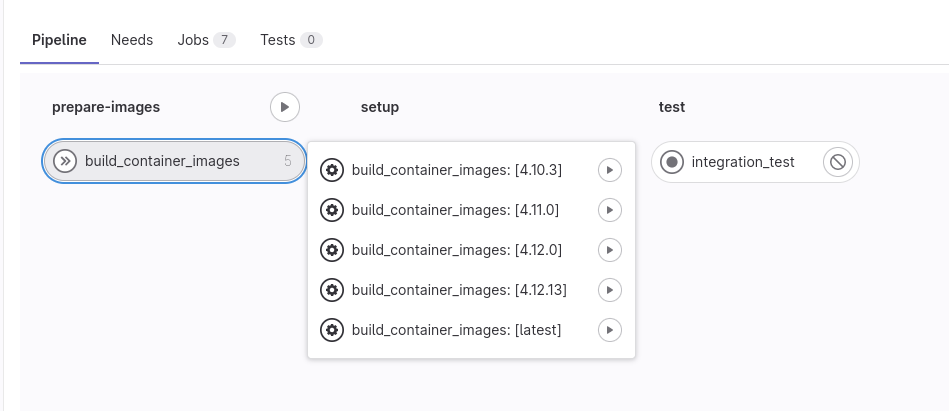 Pipeline Needs Jobs 7 Tests 0
prepare-images setup test
build_container_images 5
build_container_images: [4.10.3]
build_container_images: [4.11.0]
build_container_images: [4.12.0]
build_container_images: [4.12.13]
build_container_images: [latest]
integration_test